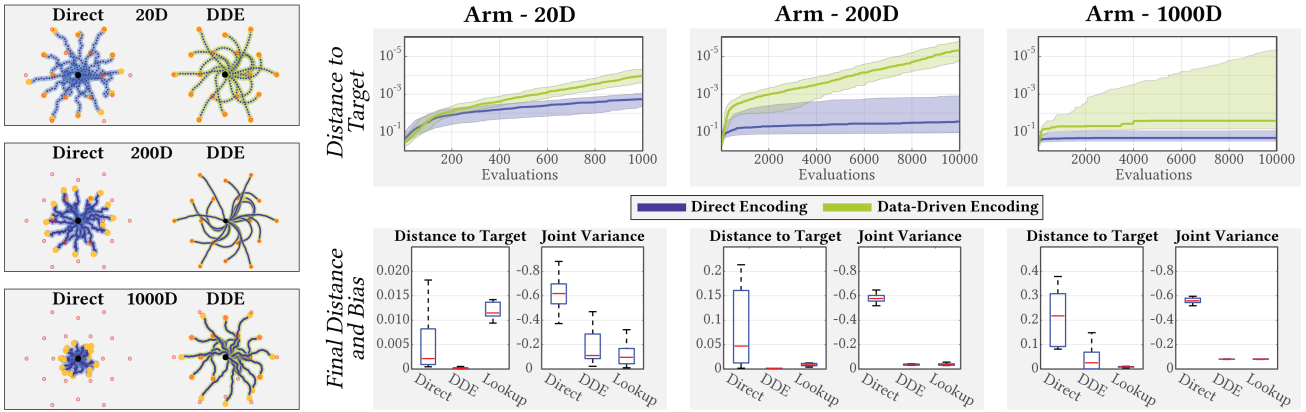 Direct 20D DDE
Direct 200D DDE
Direct 1000D DDE
Arm - 20D
Arm - 200D
Arm - 1000D
Distance to
Target
10^-5
10^-3
10^-1
200 400 600 800 1000
Evaluations
10^-5
10^-3
10^-1
2000 4000 6000 8000 10000
Evaluations
10^-5
10^-3
10^-1
2000 4000 6000 8000 10000
Evaluations
Direct Encoding
Data-Driven Encoding
Final Distance
and Bias
Distance to Target
0.020
0.015
0.010
0.005
0
Direct DDE Lookup
Joint Variance
−0.8
−0.6
−0.4
−0.2
0
Direct DDE Lookup
Distance to Target
0.2
0.15
0.1
0.05
0
Direct DDE Lookup
Joint Variance
−0.8
−0.6
−0.4
−0.2
0
Direct DDE Lookup
Distance to Target
0.4
0.3
0.2
0.1
0
Direct DDE Lookup
Joint Variance
−0.8
−0.6
−0.4
−0.2
0
Direct DDE Lookup